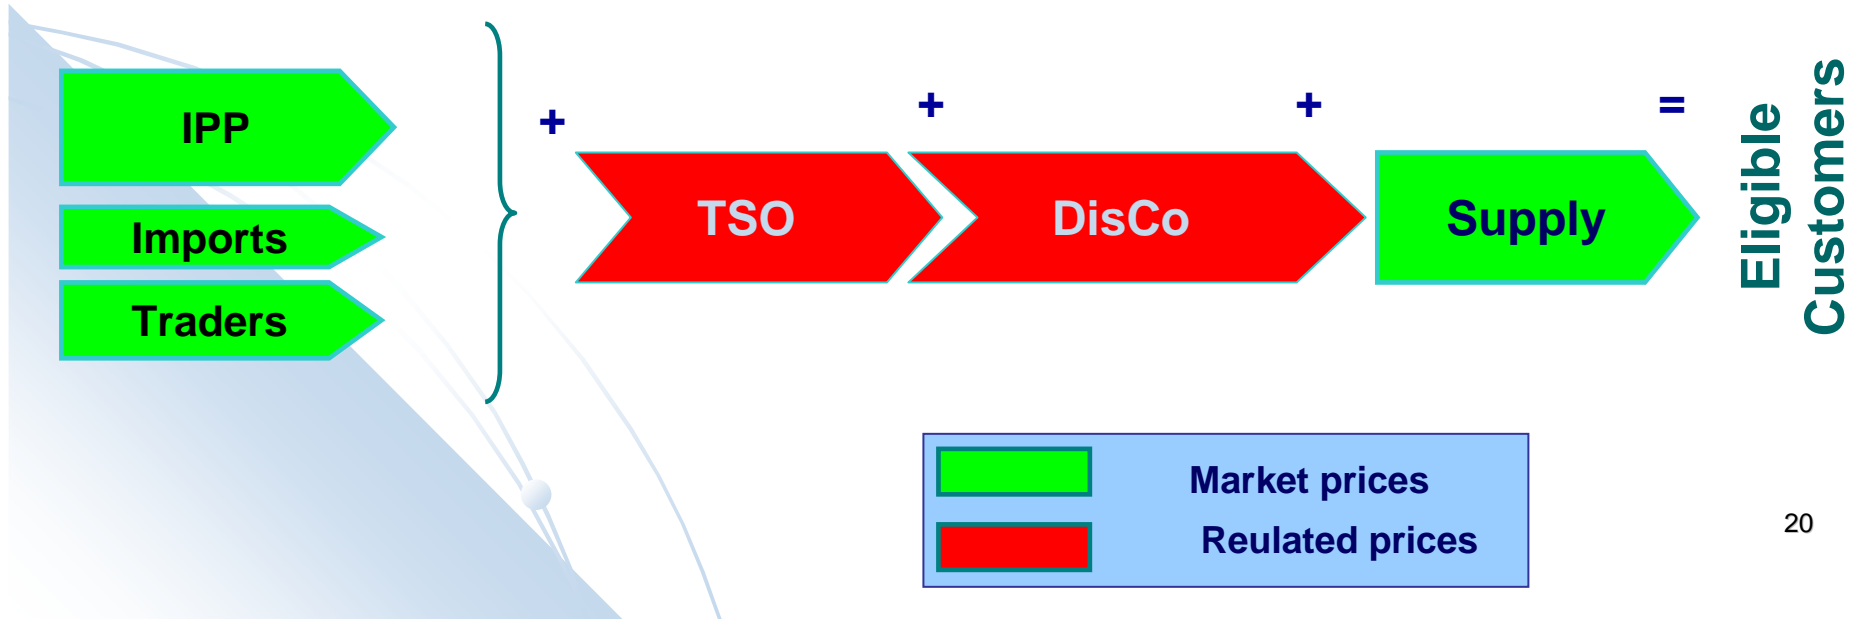 IPP
Imports
Traders
+
TSO
+
DisCo
+
Supply
=
Eligible
Customers
Market prices
Reulated prices
20